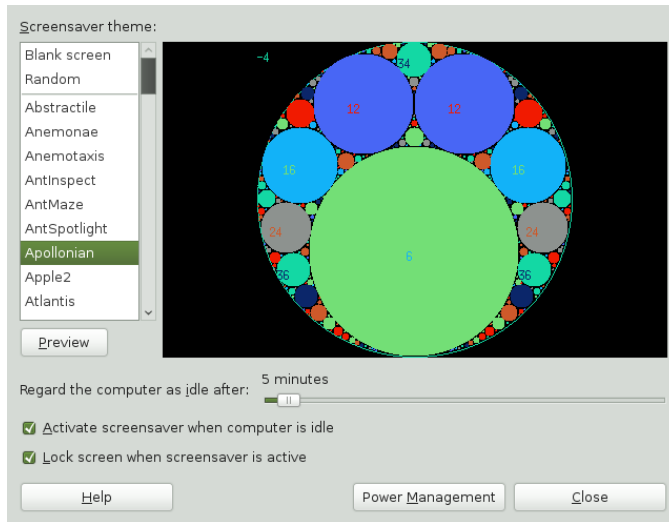 Screensaver theme:
Blank screen
Random
Abstractile
Anemonae
Anemotaxis
AntInspect
AntMaze
AntSpotlight
Apollonian
Apple2
Atlantis
-4
34
12 12
16 16
24 24
6
36 36
Preview
Regard the computer as idle after: 5 minutes
Activate screensaver when computer is idle
Lock screen when screensaver is active
Help Power Management Close